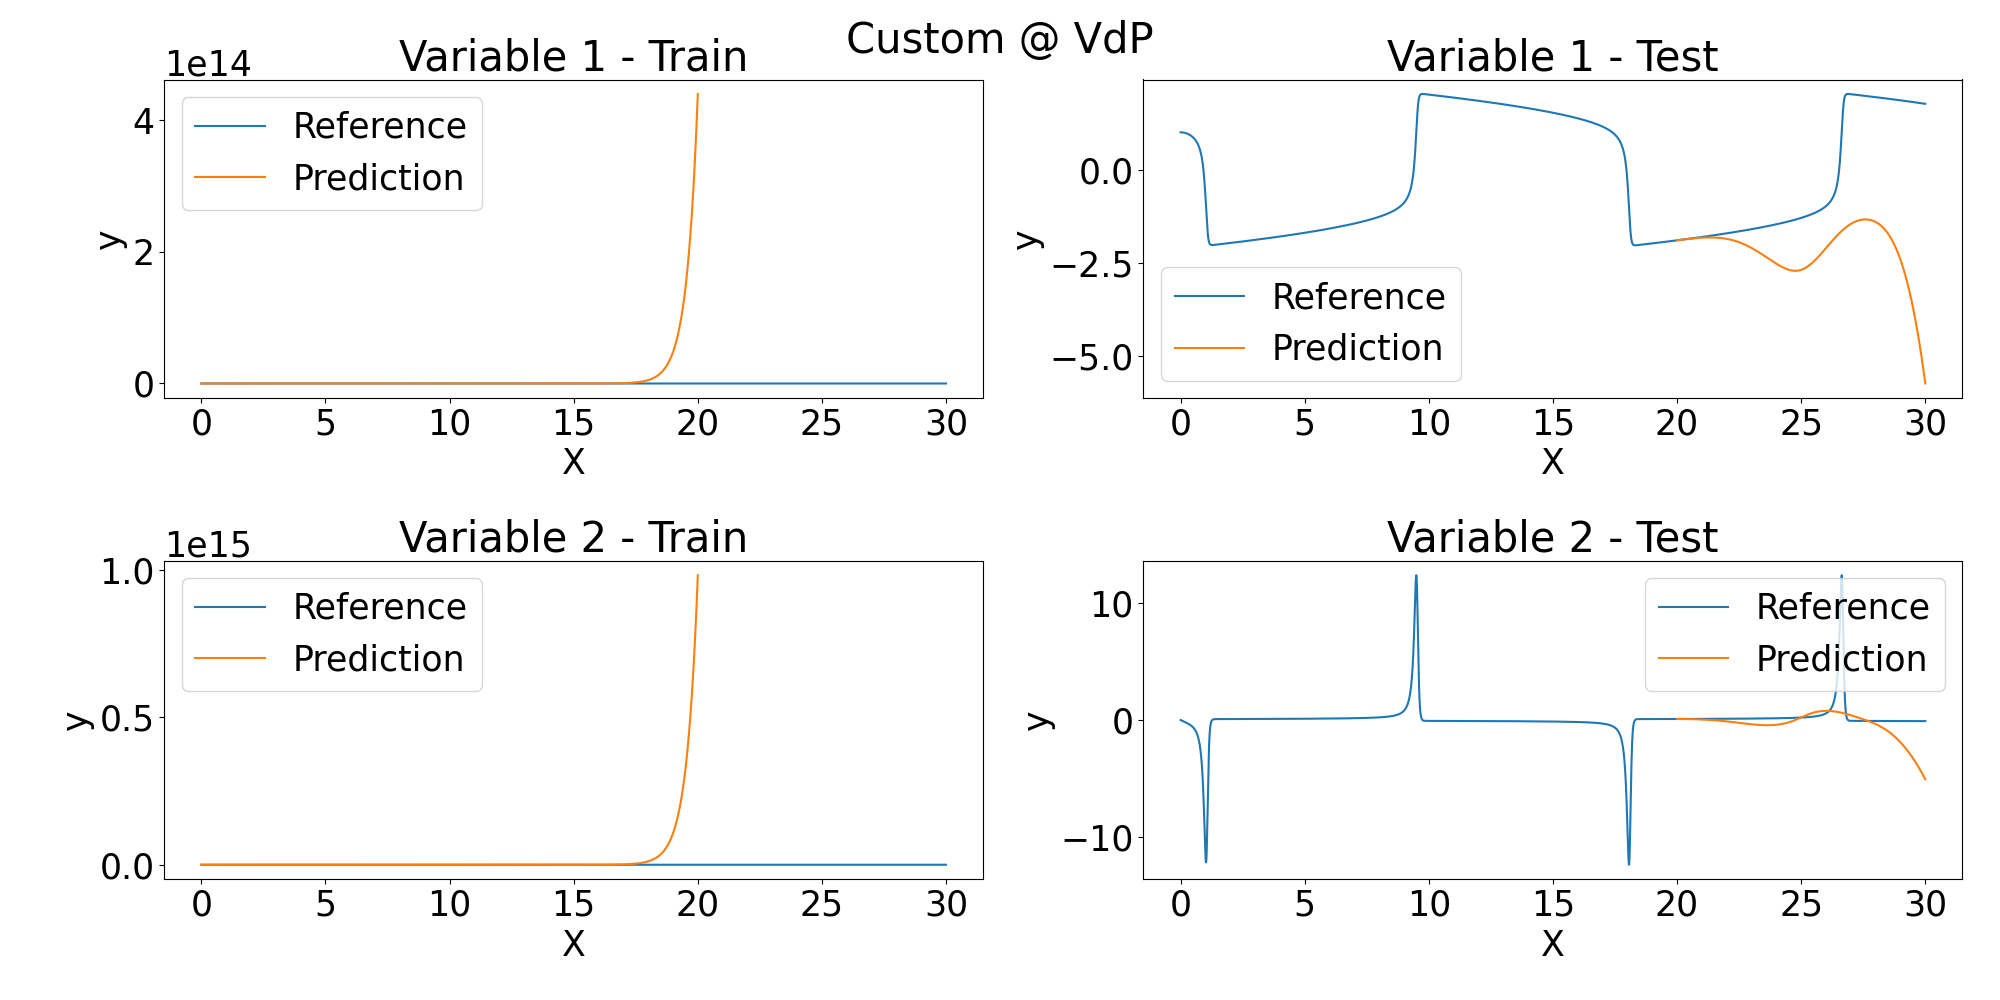 Custom @ VdP
Variable 1 - Train
1e14
4
2
0
y
Reference
Prediction
0 5 10 15 20 25 30
X
Variable 1 - Test
0.0
−2.5
−5.0
y
Reference
Prediction
0 5 10 15 20 25 30
X
Variable 2 - Train
1e15
1.0
0.5
0.0
y
Reference
Prediction
0 5 10 15 20 25 30
X
Variable 2 - Test
10
0
−10
y
Reference
Prediction
0 5 10 15 20 25 30
X